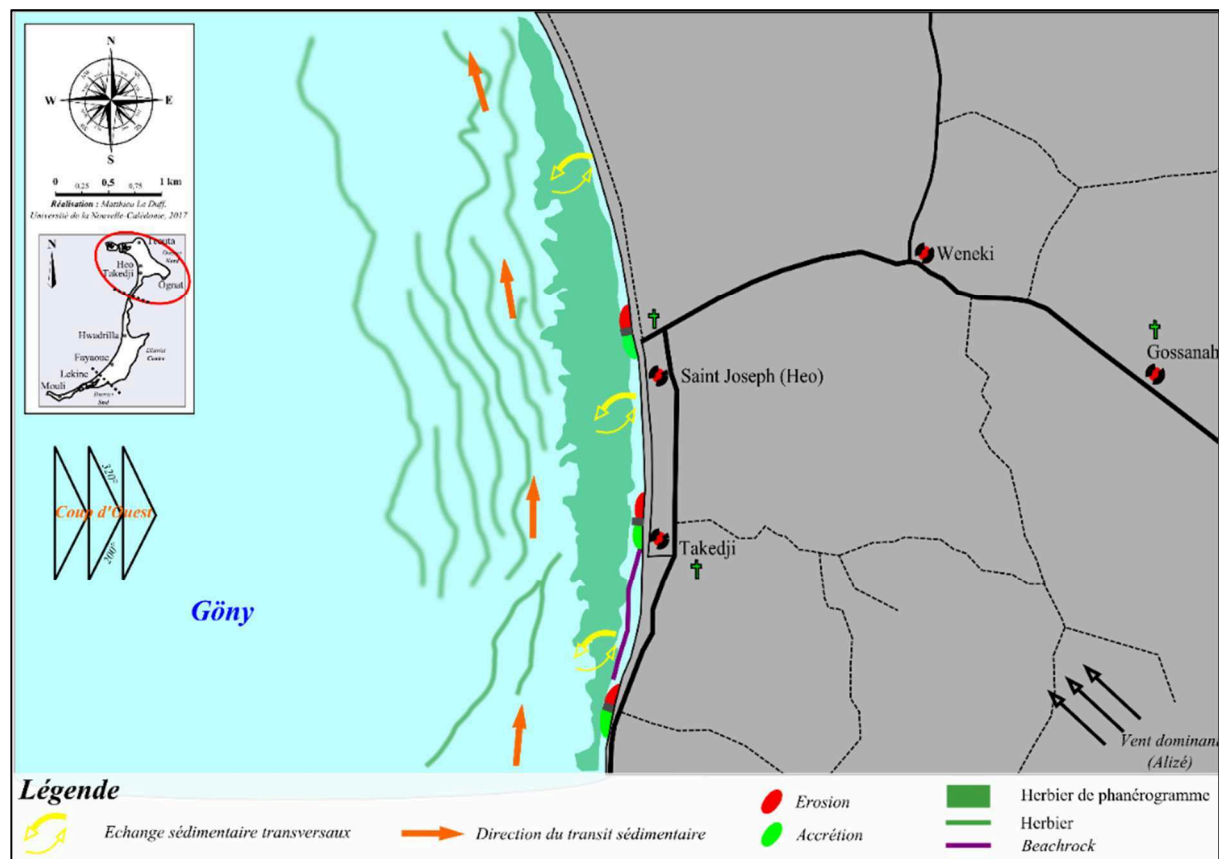 N
W
E
S
0
0,25
0,5
0,75
1 km
Réalisation : Matthieu Le Duff,
Université de la Nouvelle-Calédonie, 2017
N
Heo
Takedji
Ognat
Hwadrilla
Fayaoue
Lekine
Mouli
320°
Coup d'Ouest
200°
Göny
Weneki
Gossanah
Saint Joseph (Heo)
Takedji
Vent dominant
(Alizé)
Légende
Echange sédimentaire transversaux
Direction du transit sédimentaire
Erosion
Accrétion
Herbier de phanérogramme
Herbier
Beachrock